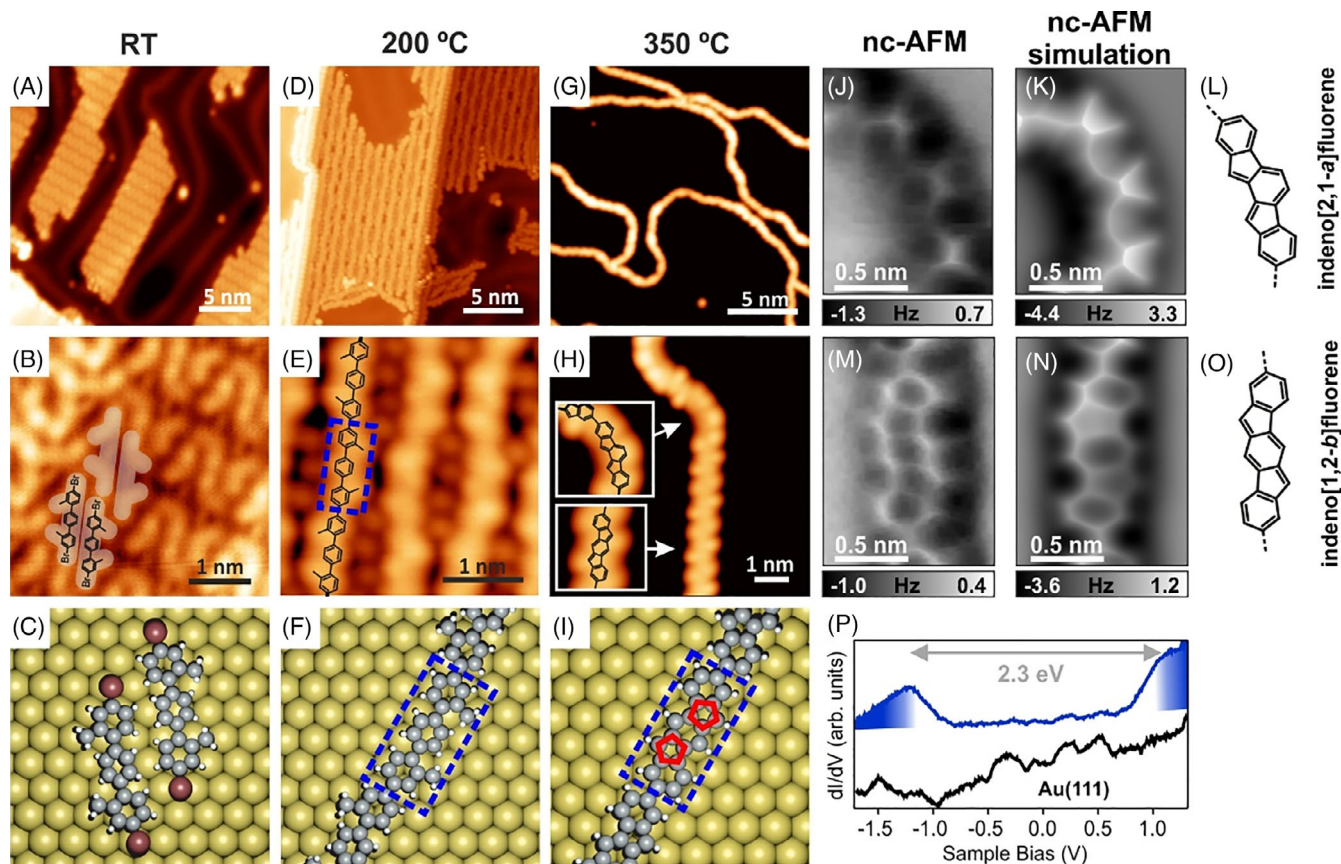 RT
200 ºC
350 ºC
nc-AFM
nc-AFM
simulation
(A)
5 nm
(D)
5 nm
(G)
5 nm
(J)
0.5 nm
-1.3 Hz 0.7
(K)
0.5 nm
-4.4 Hz 3.3
(L)
indeno[2,1-a]fluorene
(B)
Br
Br
Br
Br
1 nm
(E)
1 nm
(H)
1 nm
(M)
0.5 nm
-1.0 Hz 0.4
(N)
0.5 nm
-3.6 Hz 1.2
(O)
indeno[1,2-b]fluorene
(C)
(F)
(I)
(P)
2.3 eV
Au(111)
dI/dV (arb. units)
-1.5 -1.0 -0.5 0.0 0.5 1.0
Sample Bias (V)